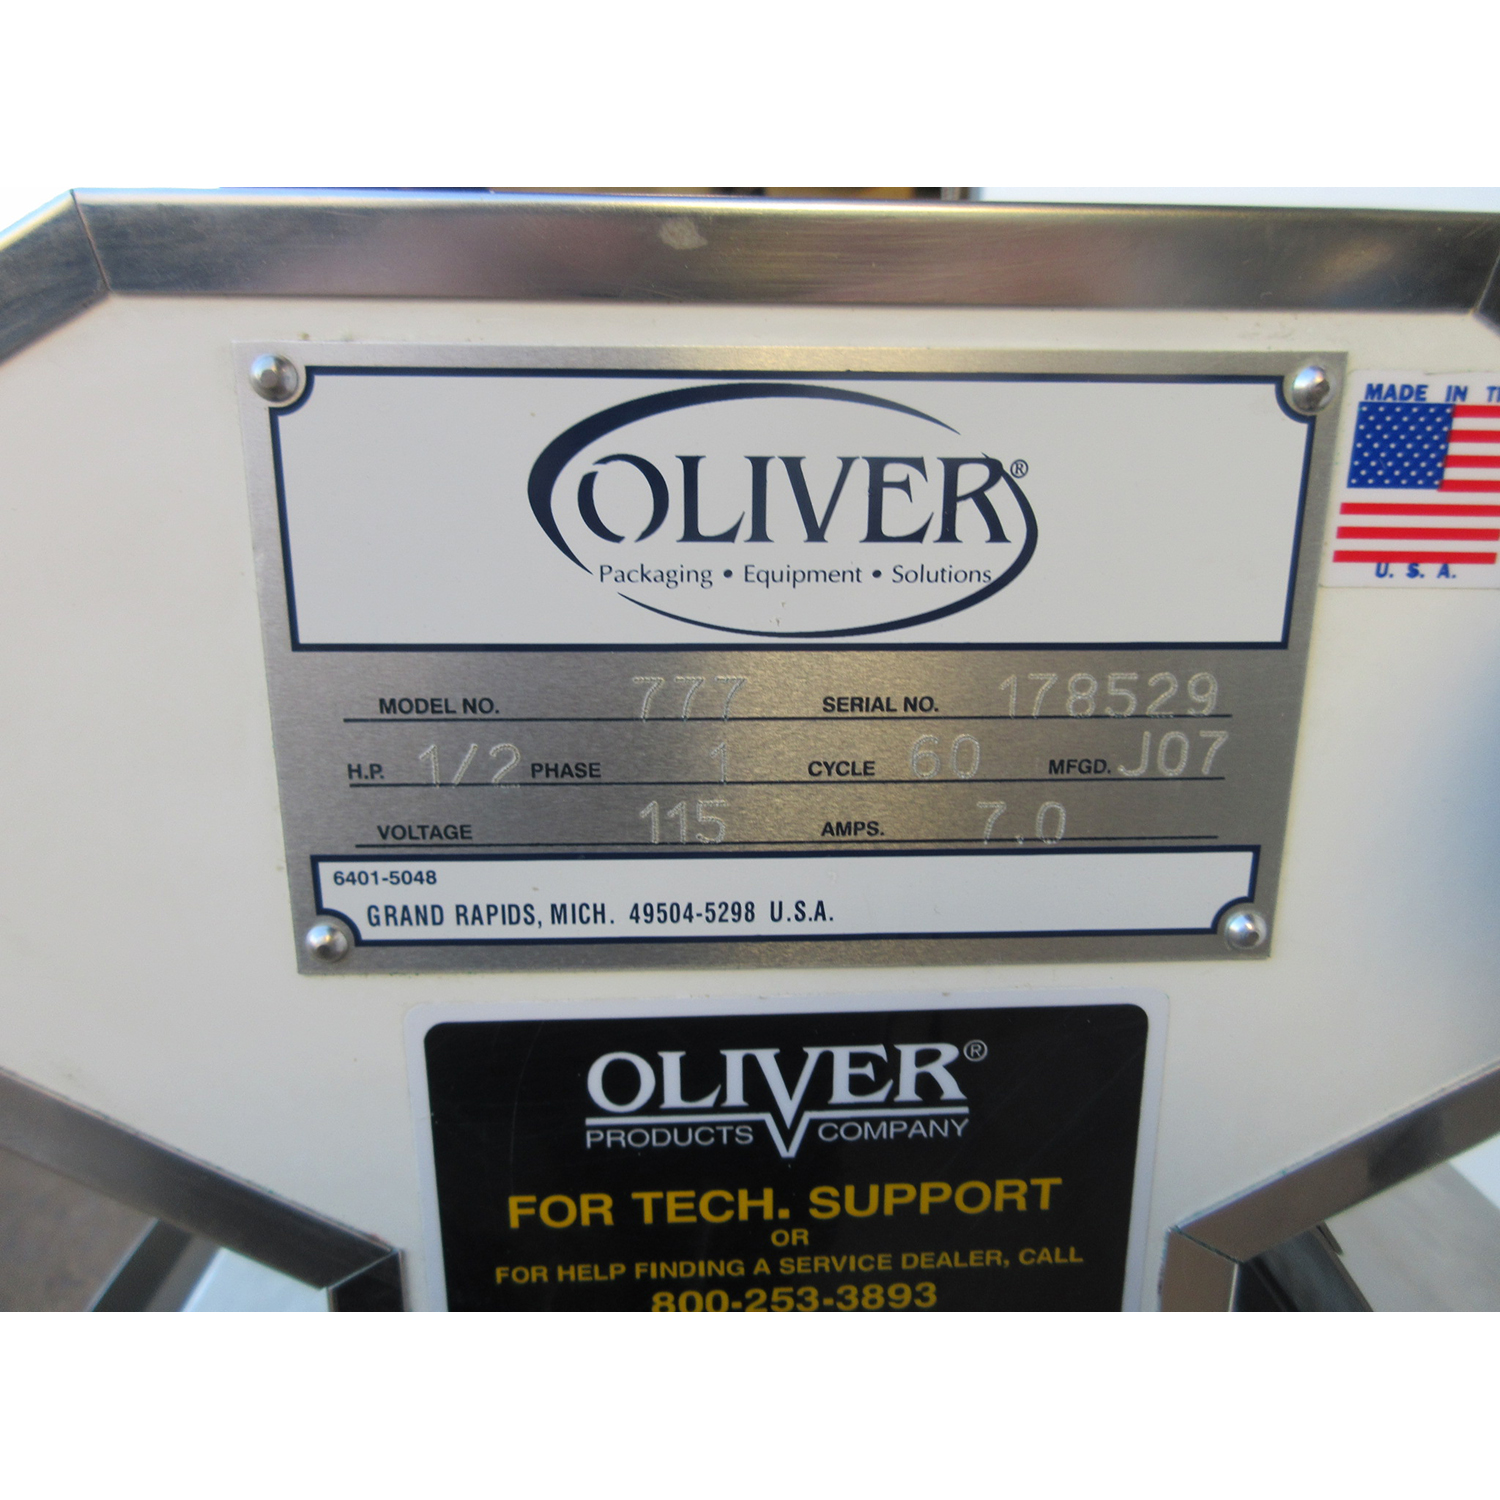 OLIVER®
Packaging • Equipment • Solutions
MODEL NO. 777 SERIAL NO. 178529
H.P. 1/2 PHASE 1 CYCLE 60 MFGD. J07
VOLTAGE 115 AMPS. 7.0
6401-5048
GRAND RAPIDS, MICH. 49504-5298 U.S.A.
MADE IN
U. S. A.
OLIVER®
PRODUCTS COMPANY
FOR TECH. SUPPORT
OR
FOR HELP FINDING A SERVICE DEALER, CALL
800-253-3893